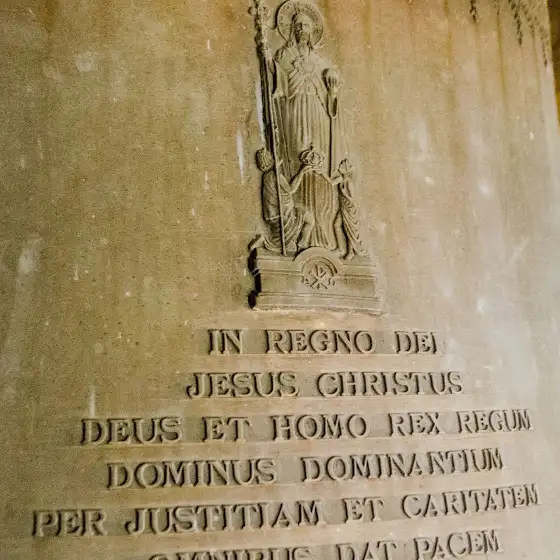 IN REGNO DEI
JESUS CHRISTUS
DEUS ET HOMO REX REGUM
DOMINUS DOMINANTIUM
PER JUSTITIAM ET CARITATEM
OMNIBUS DAT PACEM